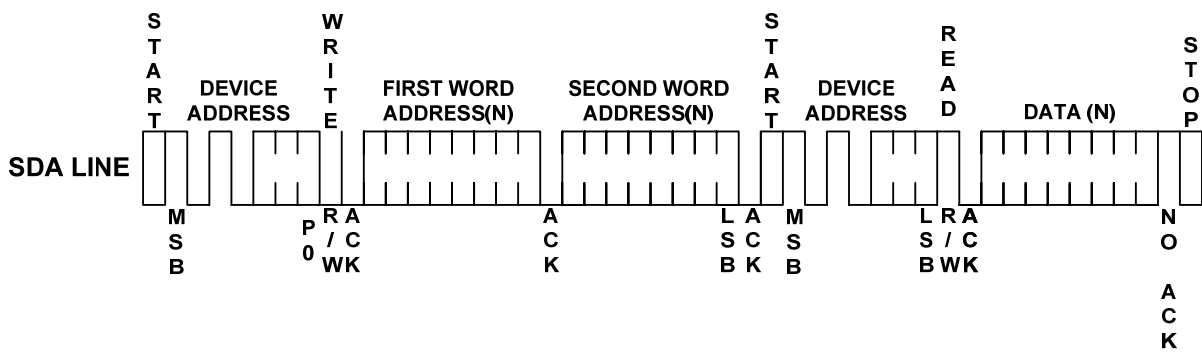 START
WRITE
START
READ
STOP
DEVICE
ADDRESS
FIRST WORD
ADDRESS(N)
SECOND WORD
ADDRESS(N)
DEVICE
ADDRESS
DATA (N)
SDA LINE
MSB
P0
R/W
ACK
ACK
LSB
ACK
MSB
LSB
R/W
ACK
NO ACK